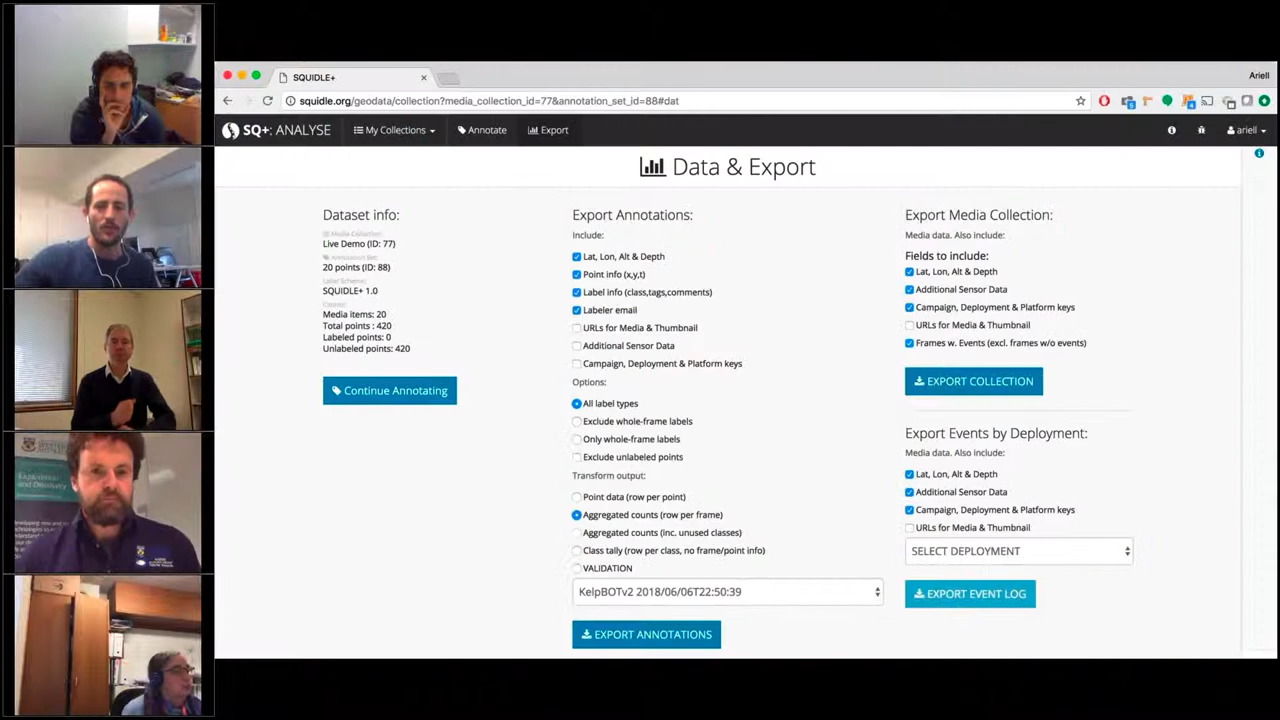 SQUIDLE+
Ariell
squidle.org/geodata/collection?media_collection_id=77&annotation_set_id=88#dat
SQ+: ANALYSE
My Collections
Annotate
Export
ariell
Data & Export
Dataset info:
Media Collection:
Live Demo (ID: 77)
Annotation Set:
20 points (ID: 88)
Label Scheme:
SQUIDLE+ 1.0
Media items: 20
Total points : 420
Labeled points: 0
Unlabeled points: 420
Continue Annotating
Export Annotations:
Include:
Lat, Lon, Alt & Depth
Point info (x,y,t)
Label info (class,tags,comments)
Labeler email
URLs for Media & Thumbnail
Additional Sensor Data
Campaign, Deployment & Platform keys
Options:
All label types
Exclude whole-frame labels
Only whole-frame labels
Exclude unlabeled points
Transform output:
Point data (row per point)
Aggregated counts (row per frame)
Aggregated counts (inc. unused classes)
Class tally (row per class, no frame/point info)
VALIDATION
KelpBOTv2 2018/06/06T22:50:39
EXPORT ANNOTATIONS
Export Media Collection:
Media data. Also include:
Fields to include:
Lat, Lon, Alt & Depth
Additional Sensor Data
Campaign, Deployment & Platform keys
URLs for Media & Thumbnail
Frames w. Events (excl. frames w/o events)
EXPORT COLLECTION
Export Events by Deployment:
Media data. Also include:
Lat, Lon, Alt & Depth
Additional Sensor Data
Campaign, Deployment & Platform keys
URLs for Media & Thumbnail
SELECT DEPLOYMENT
EXPORT EVENT LOG